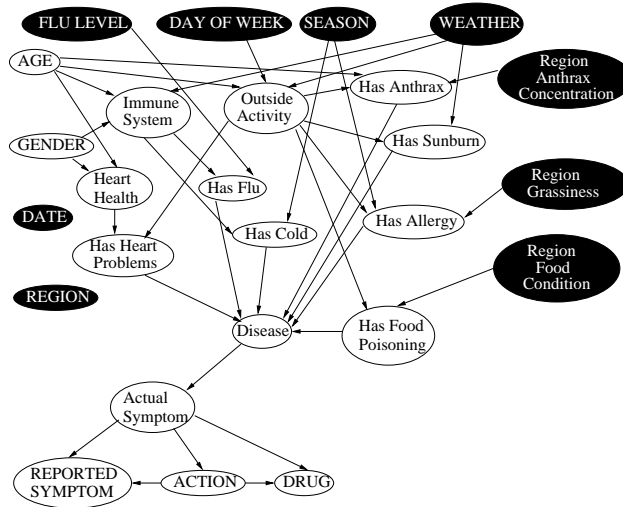 FLU LEVEL
DAY OF WEEK
SEASON
WEATHER
AGE
Immune
System
Outside
Activity
Has Anthrax
Region
Anthrax
Concentration
GENDER
Has Sunburn
Heart
Health
Has Flu
Region
Grassiness
DATE
Has Cold
Has Allergy
Has Heart
Problems
Region
Food
Condition
REGION
Disease
Has Food
Poisoning
Actual
Symptom
REPORTED
SYMPTOM
ACTION
DRUG